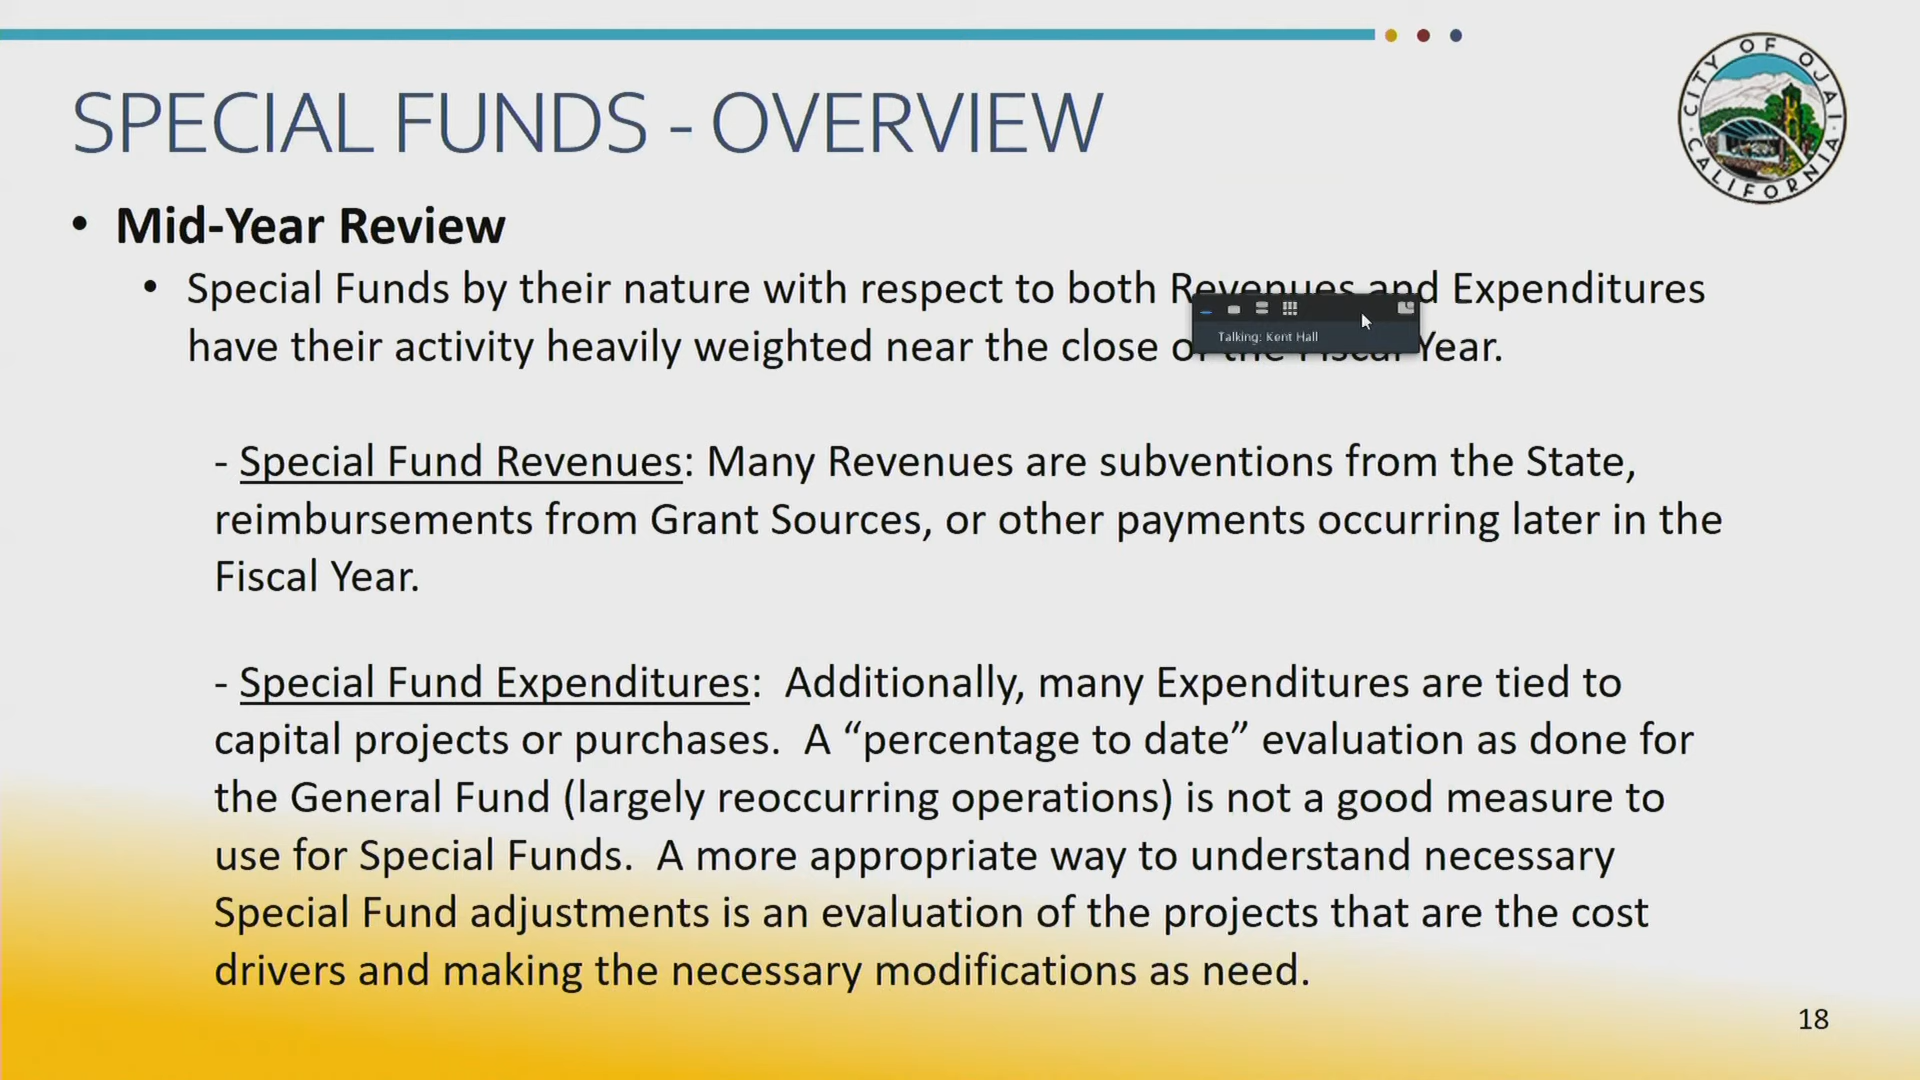 CITY OF OJAI
CALIFORNIA
SPECIAL FUNDS - OVERVIEW
• Mid-Year Review
• Special Funds by their nature with respect to both Revenues and Expenditures
Talking: Kent Hall
have their activity heavily weighted near the close of the Fiscal Year.
- Special Fund Revenues: Many Revenues are subventions from the State,
reimbursements from Grant Sources, or other payments occurring later in the
Fiscal Year.
- Special Fund Expenditures:  Additionally, many Expenditures are tied to
capital projects or purchases.  A “percentage to date” evaluation as done for
the General Fund (largely reoccurring operations) is not a good measure to
use for Special Funds.  A more appropriate way to understand necessary
Special Fund adjustments is an evaluation of the projects that are the cost
drivers and making the necessary modifications as need.
18